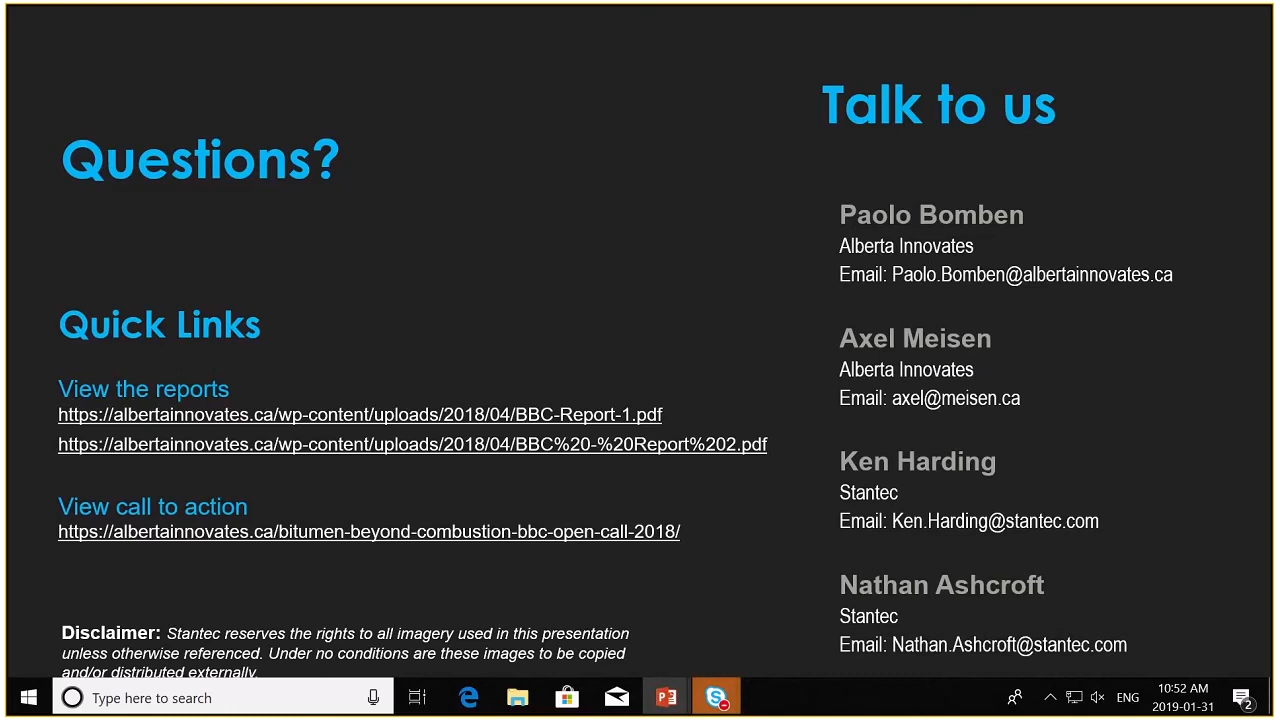 Questions?
Quick Links
View the reports
https://albertainnovates.ca/wp-content/uploads/2018/04/BBC-Report-1.pdf
https://albertainnovates.ca/wp-content/uploads/2018/04/BBC%20-%20Report%202.pdf
View call to action
https://albertainnovates.ca/bitumen-beyond-combustion-bbc-open-call-2018/
Disclaimer: Stantec reserves the rights to all imagery used in this presentation
unless otherwise referenced. Under no conditions are these images to be copied
and/or distributed externally.
Talk to us
Paolo Bomben
Alberta Innovates
Email: Paolo.Bomben@albertainnovates.ca
Axel Meisen
Alberta Innovates
Email: axel@meisen.ca
Ken Harding
Stantec
Email: Ken.Harding@stantec.com
Nathan Ashcroft
Stantec
Email: Nathan.Ashcroft@stantec.com
Type here to search
ENG
10:52 AM
2019-01-31
2